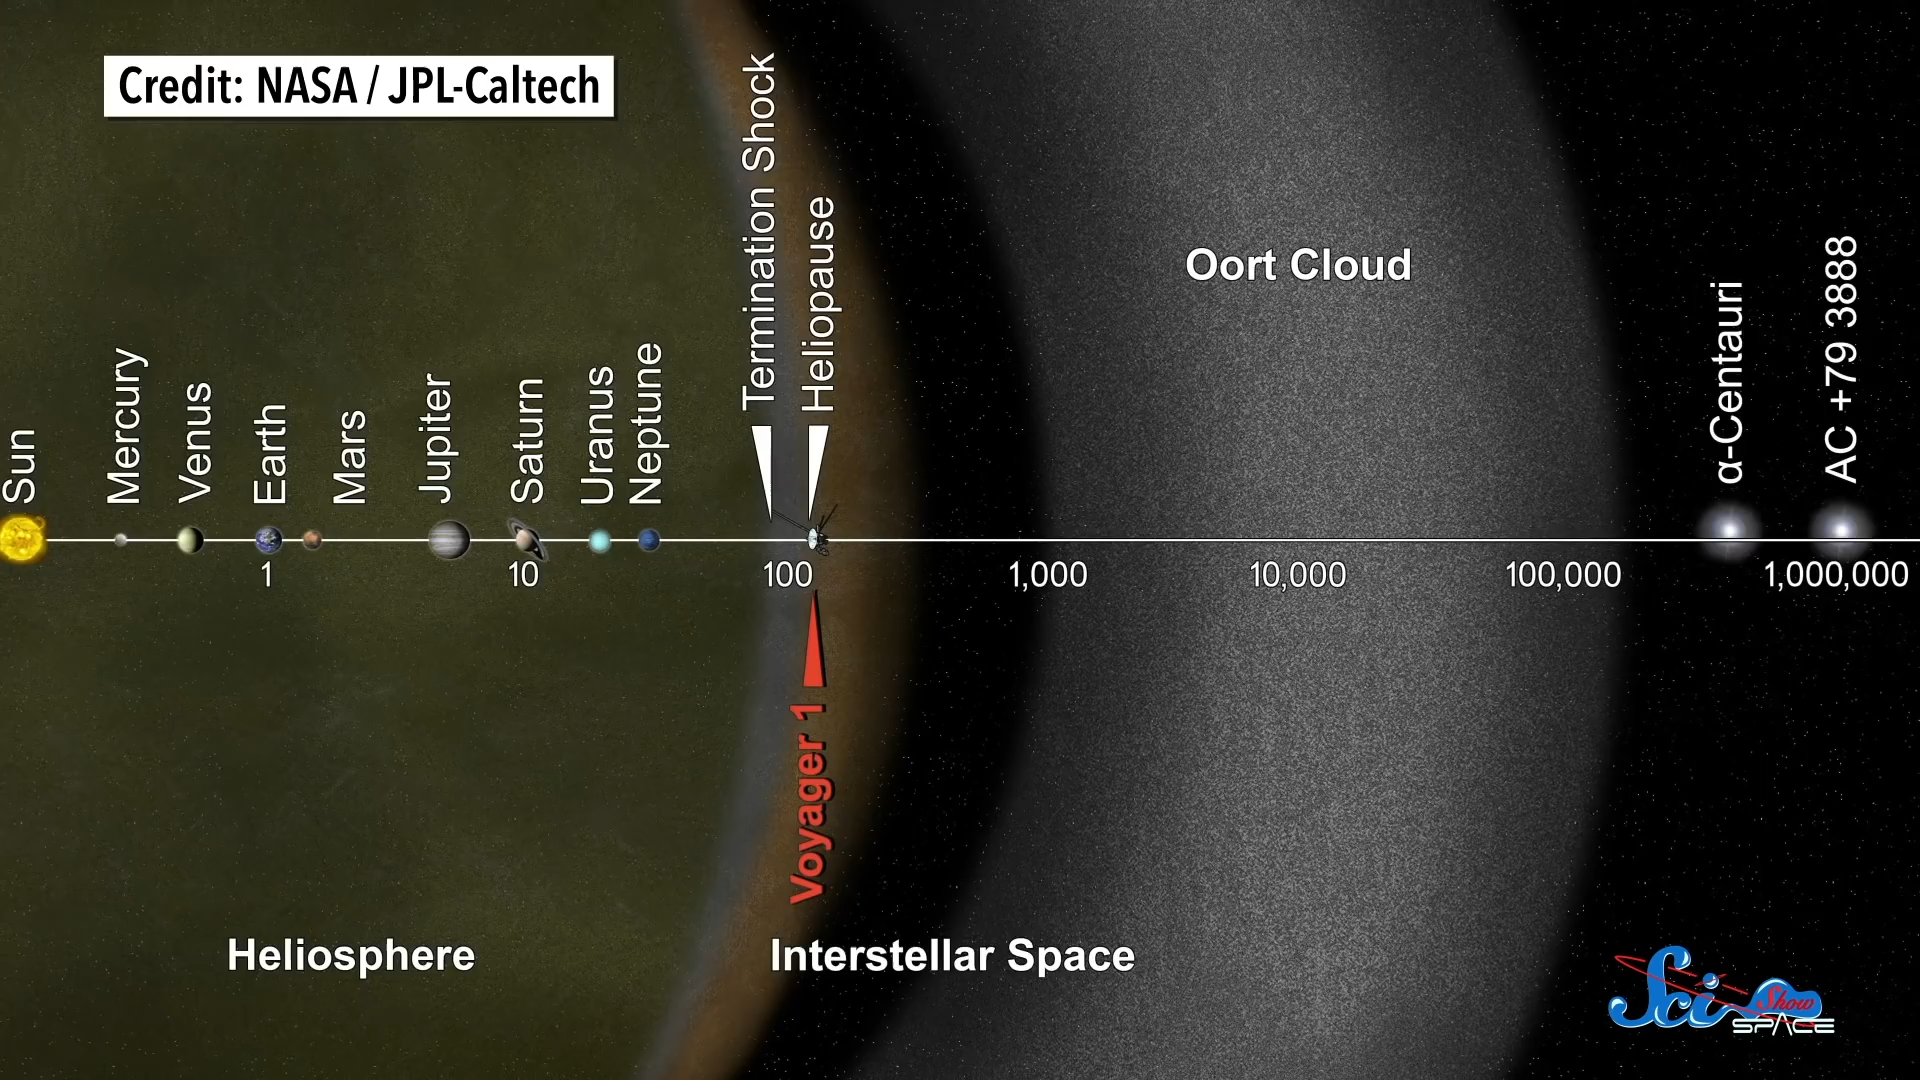 Credit: NASA / JPL-Caltech
Sun
Mercury
Venus
Earth
Mars
Jupiter
Saturn
Uranus
Neptune
Termination Shock
Heliopause
Oort Cloud
α-Centauri
AC +79 3888
1
10
100
1,000
10,000
100,000
1,000,000
Voyager 1
Heliosphere
Interstellar Space
Sci
Show
SPACE